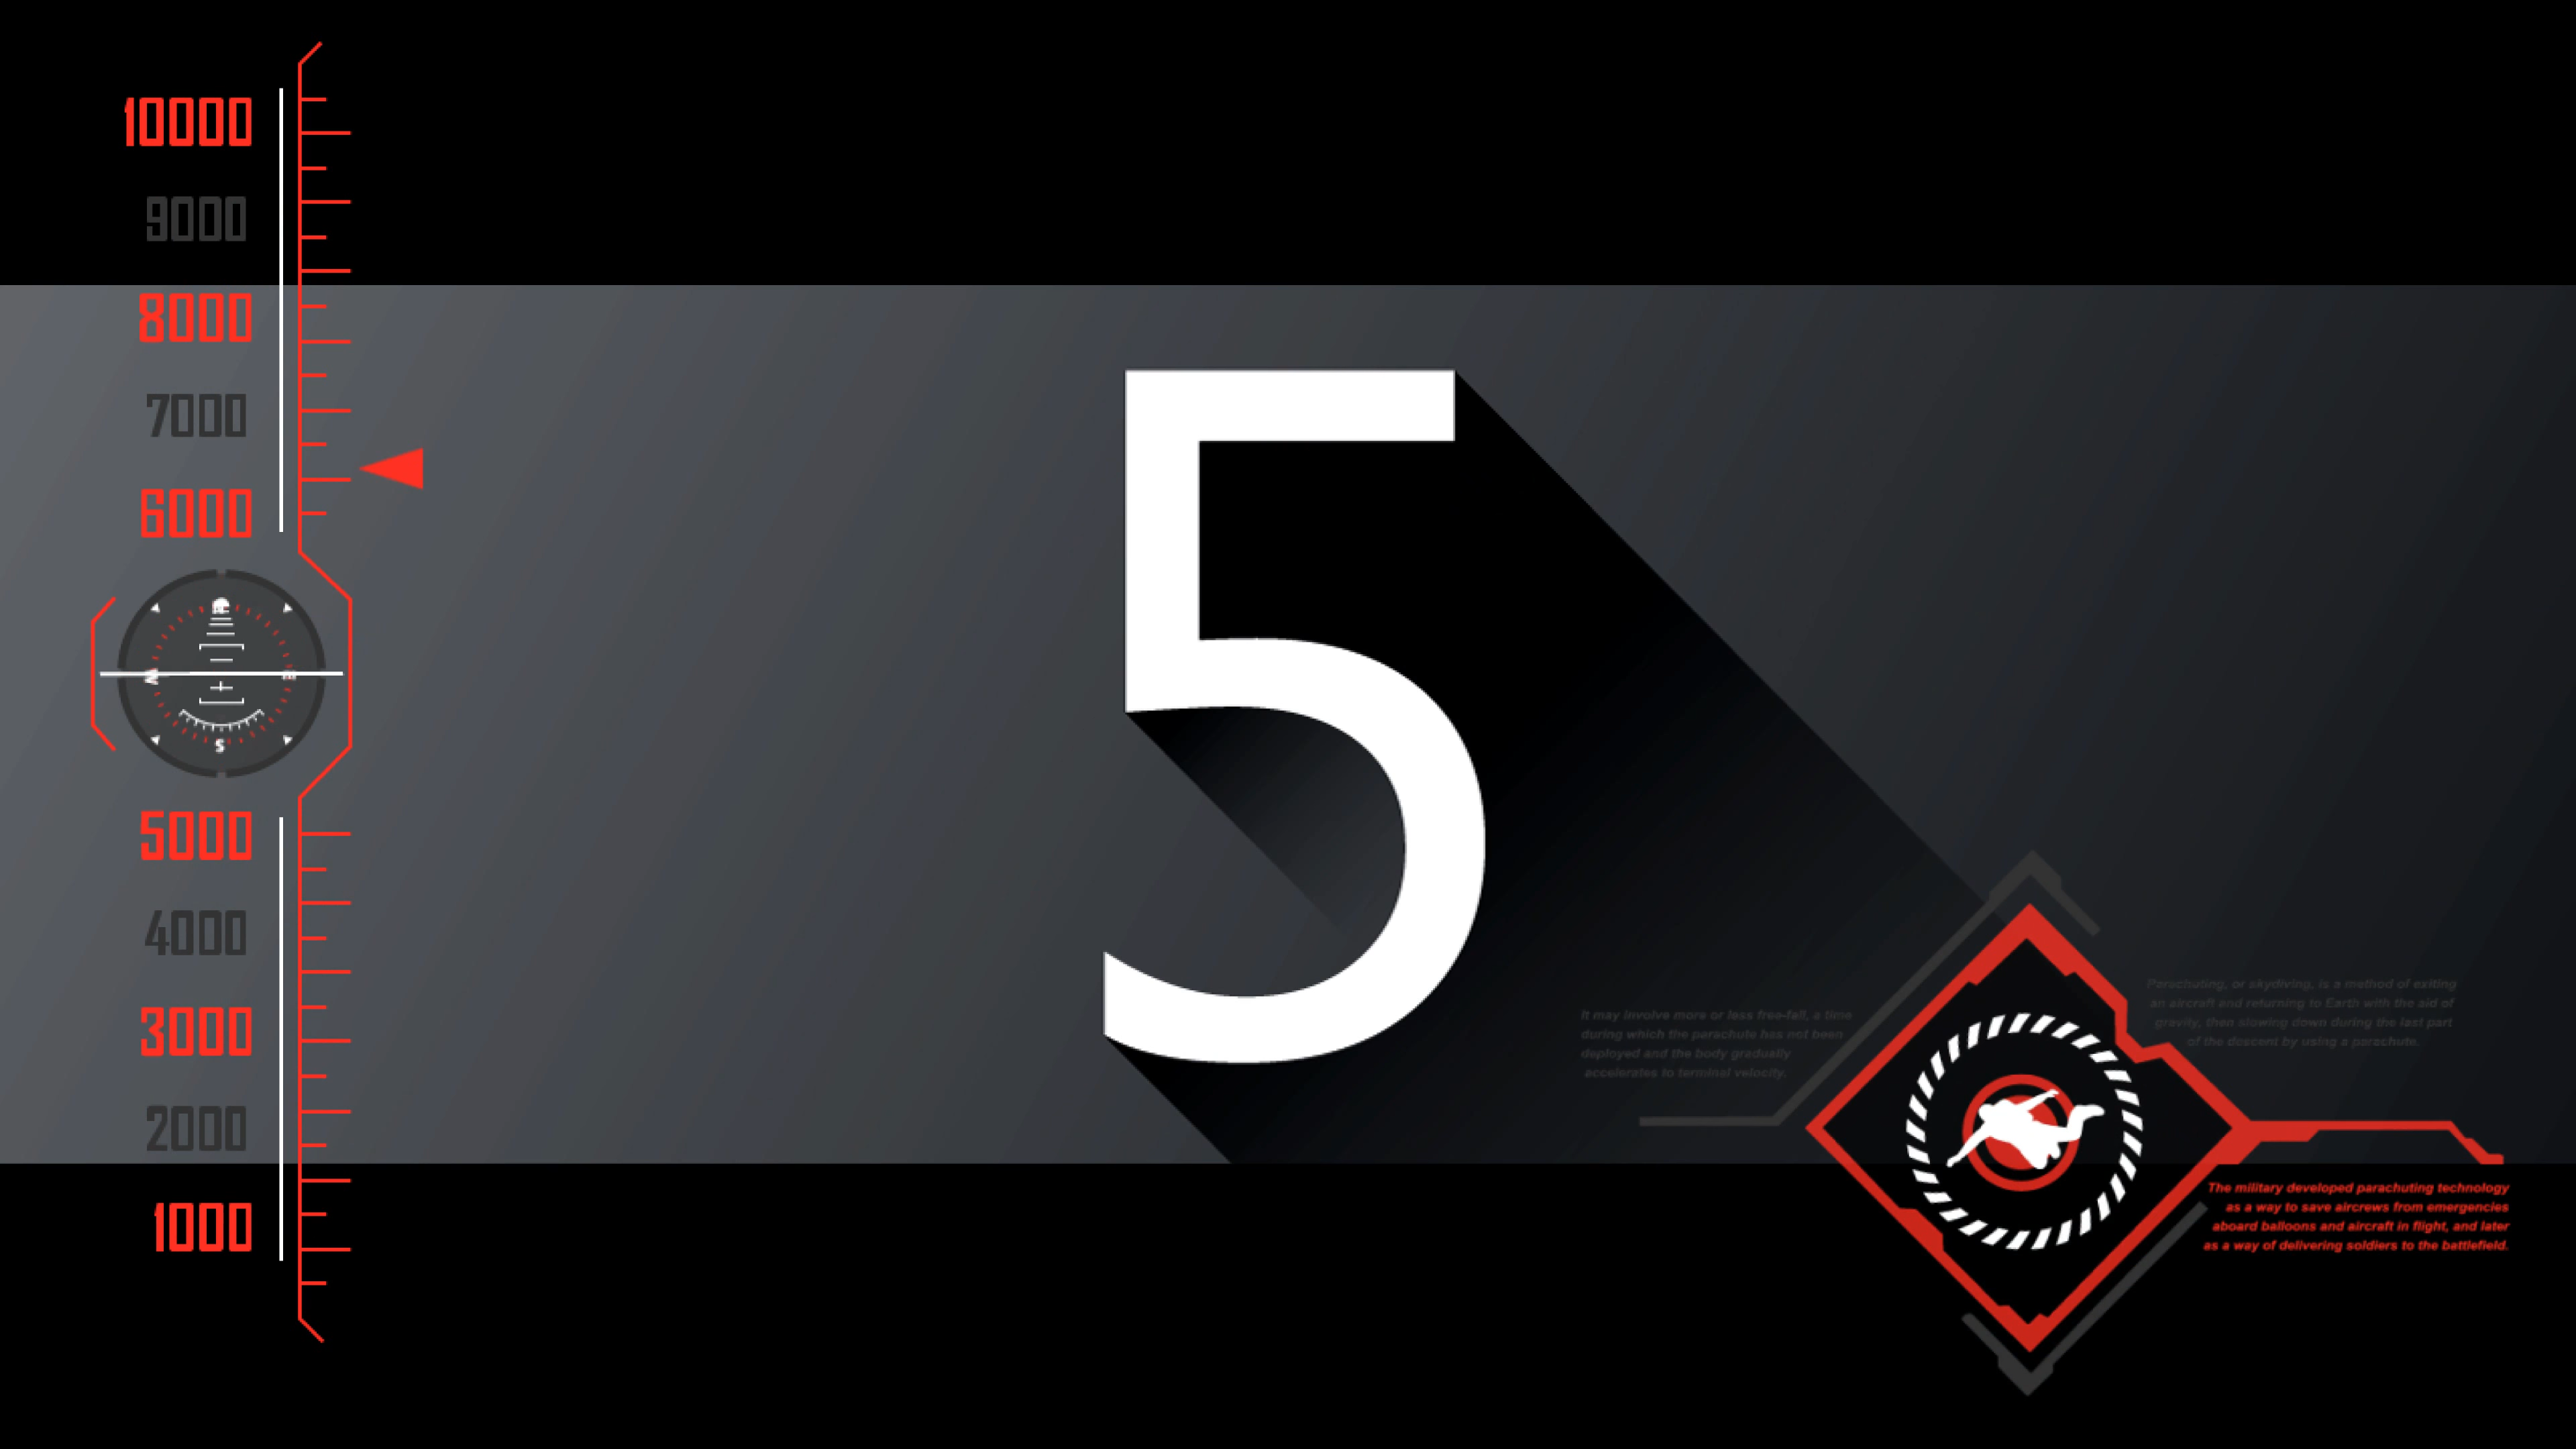 10000
9000
8000
7000
6000
W
S
5000
4000
3000
2000
1000
5
It may involve more or less free-fall, a time
during which the parachute has not been
deployed and the body gradually
accelerates to terminal velocity.
Parachuting, or skydiving, is a method of exiting
an aircraft and returning to Earth with the aid of
gravity, then slowing down during the last part
of the descent by using a parachute.
The military developed parachuting technology
as a way to save aircrews from emergencies
aboard balloons and aircraft in flight, and later
as a way of delivering soldiers to the battlefield.